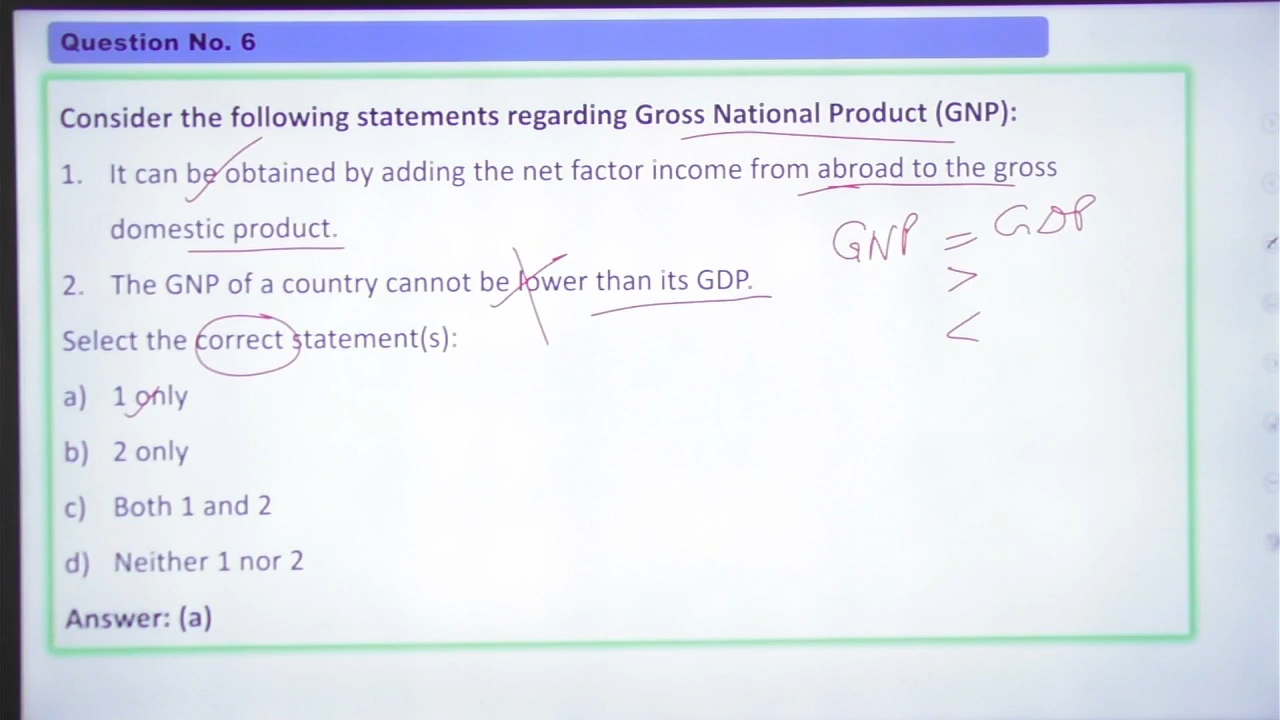 Question No. 6
Consider the following statements regarding Gross National Product (GNP):
1. It can be obtained by adding the net factor income from abroad to the gross
domestic product.
GNP = GDP
>
<
2. The GNP of a country cannot be lower than its GDP.
Select the correct statement(s):
a) 1 only
b) 2 only
c) Both 1 and 2
d) Neither 1 nor 2
Answer: (a)